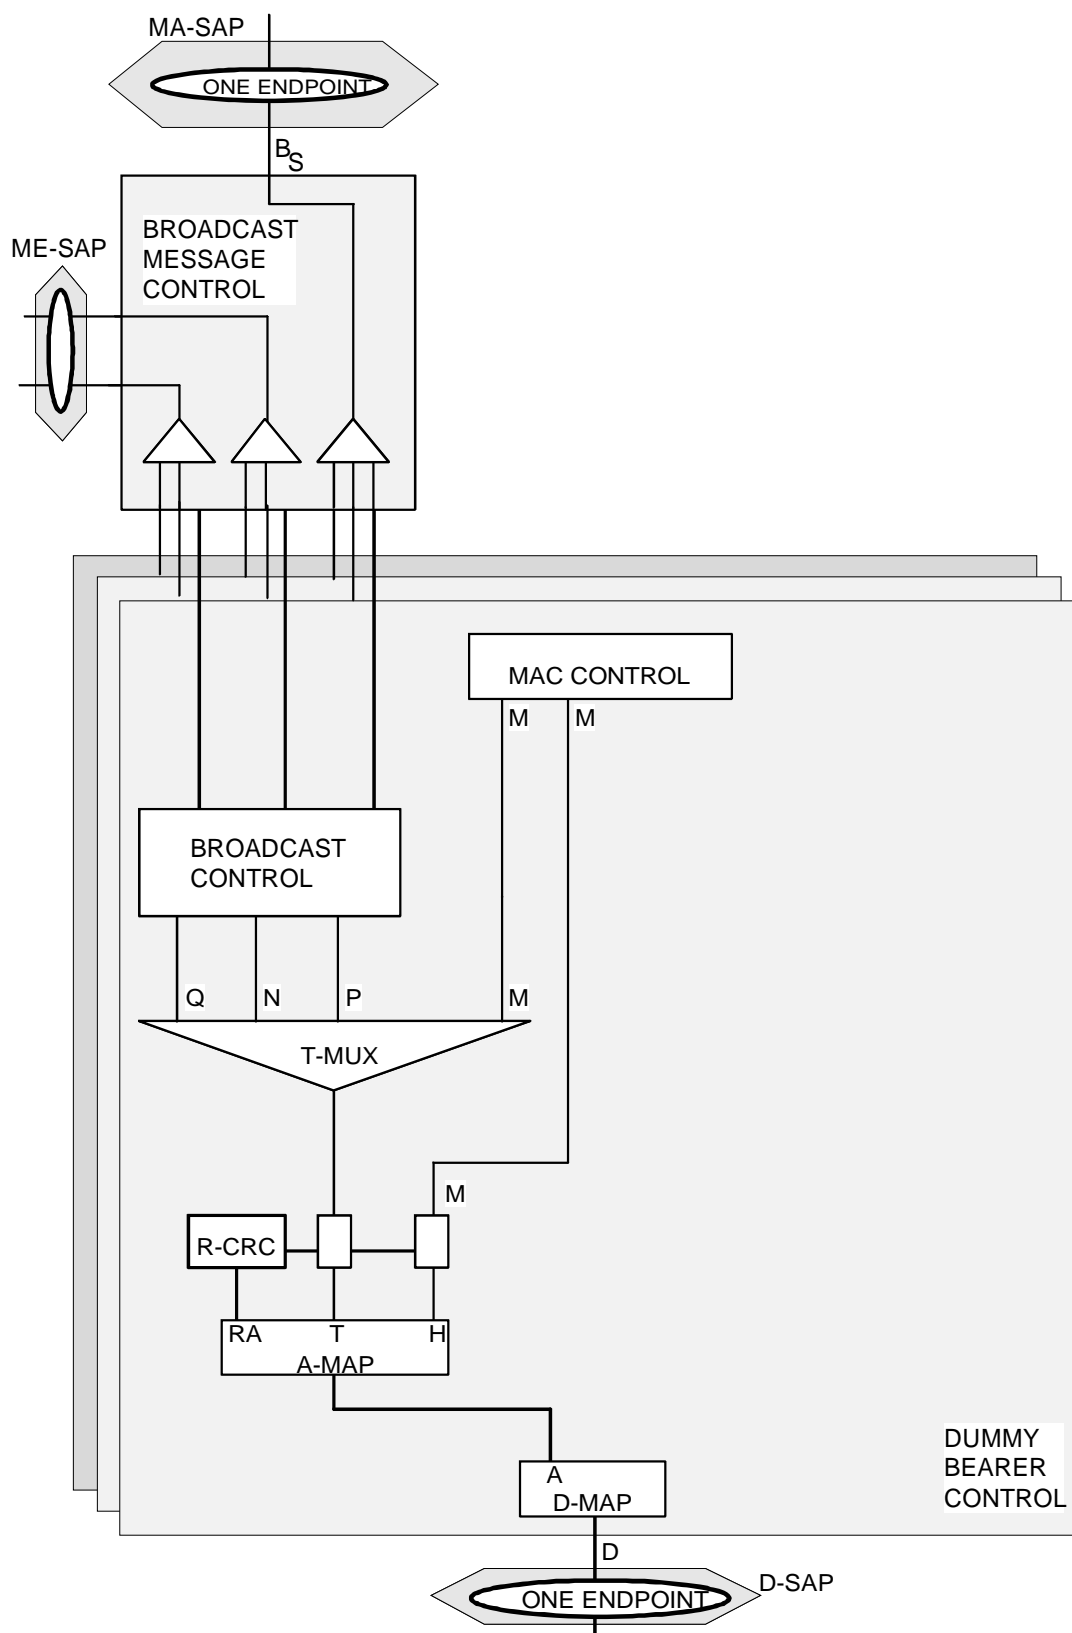 MA-SAP
ONE ENDPOINT
BS
BROADCAST
MESSAGE
CONTROL
ME-SAP
MAC CONTROL
M M
BROADCAST
CONTROL
Q N P M
T-MUX
M
R-CRC
RA T H
A-MAP
A
D-MAP
DUMMY
BEARER
CONTROL
D
D-SAP
ONE ENDPOINT